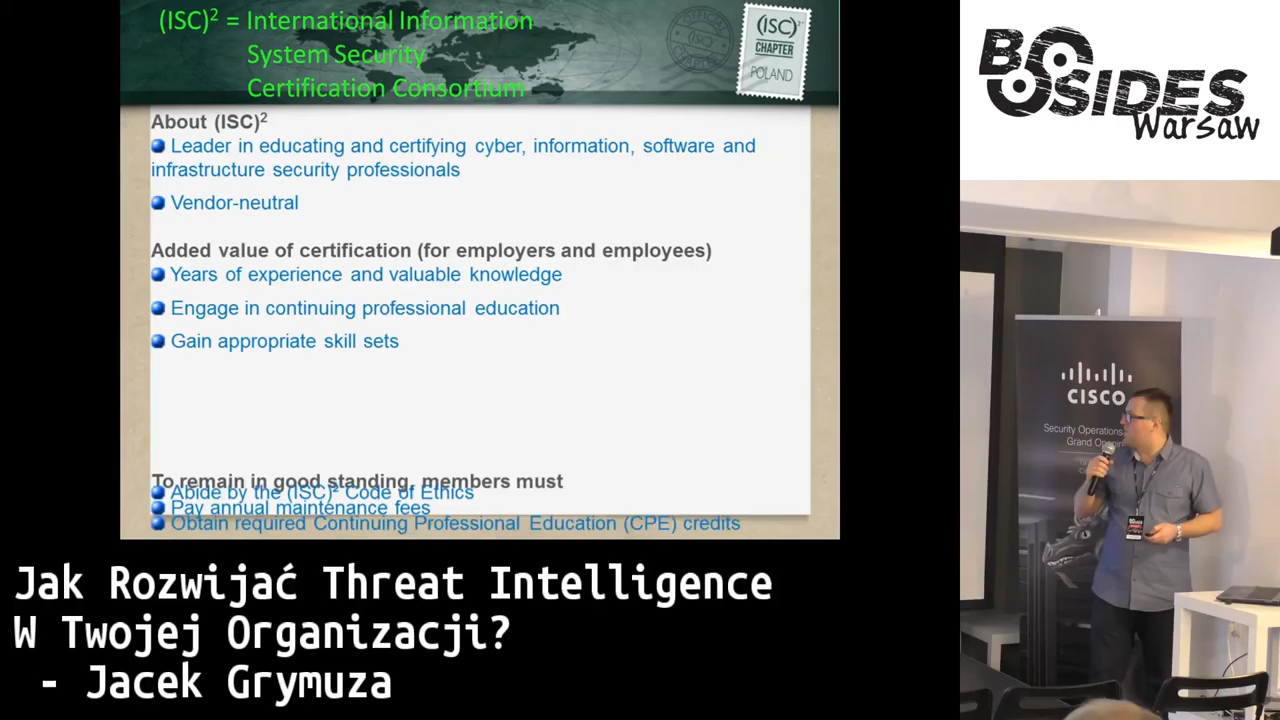 (ISC)² = International Information
System Security
Certification Consortium
(ISC)²
CHAPTER
POLAND
About (ISC)²
Leader in educating and certifying cyber, information, software and
infrastructure security professionals
Vendor-neutral
Added value of certification (for employers and employees)
Years of experience and valuable knowledge
Engage in continuing professional education
Gain appropriate skill sets
To remain in good standing, members must
Abide by the (ISC)² Code of Ethics
Pay annual maintenance fees
Obtain required Continuing Professional Education (CPE) credits
BSIDES
Warsaw
CISCO
Security Operations
Jak Rozwijać Threat Intelligence
W Twojej Organizacji?
- Jacek Grymuza